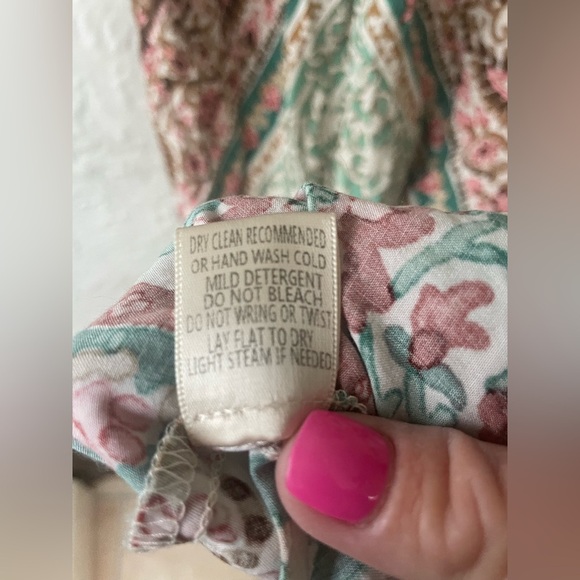 DRY CLEAN RECOMMENDED
OR HAND WASH COLD
MILD DETERGENT
DO NOT BLEACH
DO NOT WRING OR TWIST
LAY FLAT TO DRY
LIGHT STEAM IF NEEDED